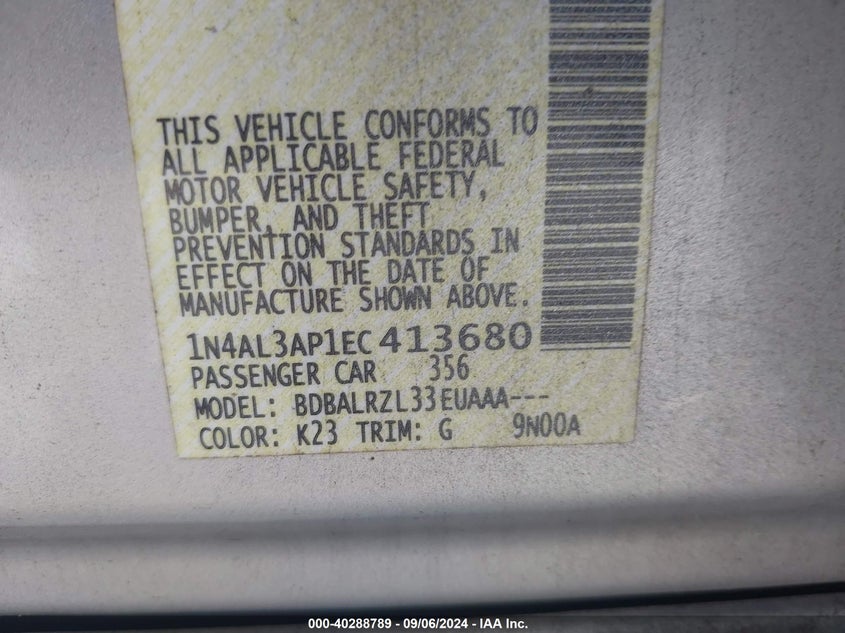 THIS VEHICLE CONFORMS TO
ALL APPLICABLE FEDERAL
MOTOR VEHICLE SAFETY,
BUMPER, AND THEFT
PREVENTION STANDARDS IN
EFFECT ON THE DATE OF
MANUFACTURE SHOWN ABOVE.
1N4AL3AP1EC 413680
PASSENGER CAR 356
MODEL: BDBALRZL33EUAAA---
COLOR: K23 TRIM: G 9N00A
000-40288789 - 09/06/2024 - IAA Inc.